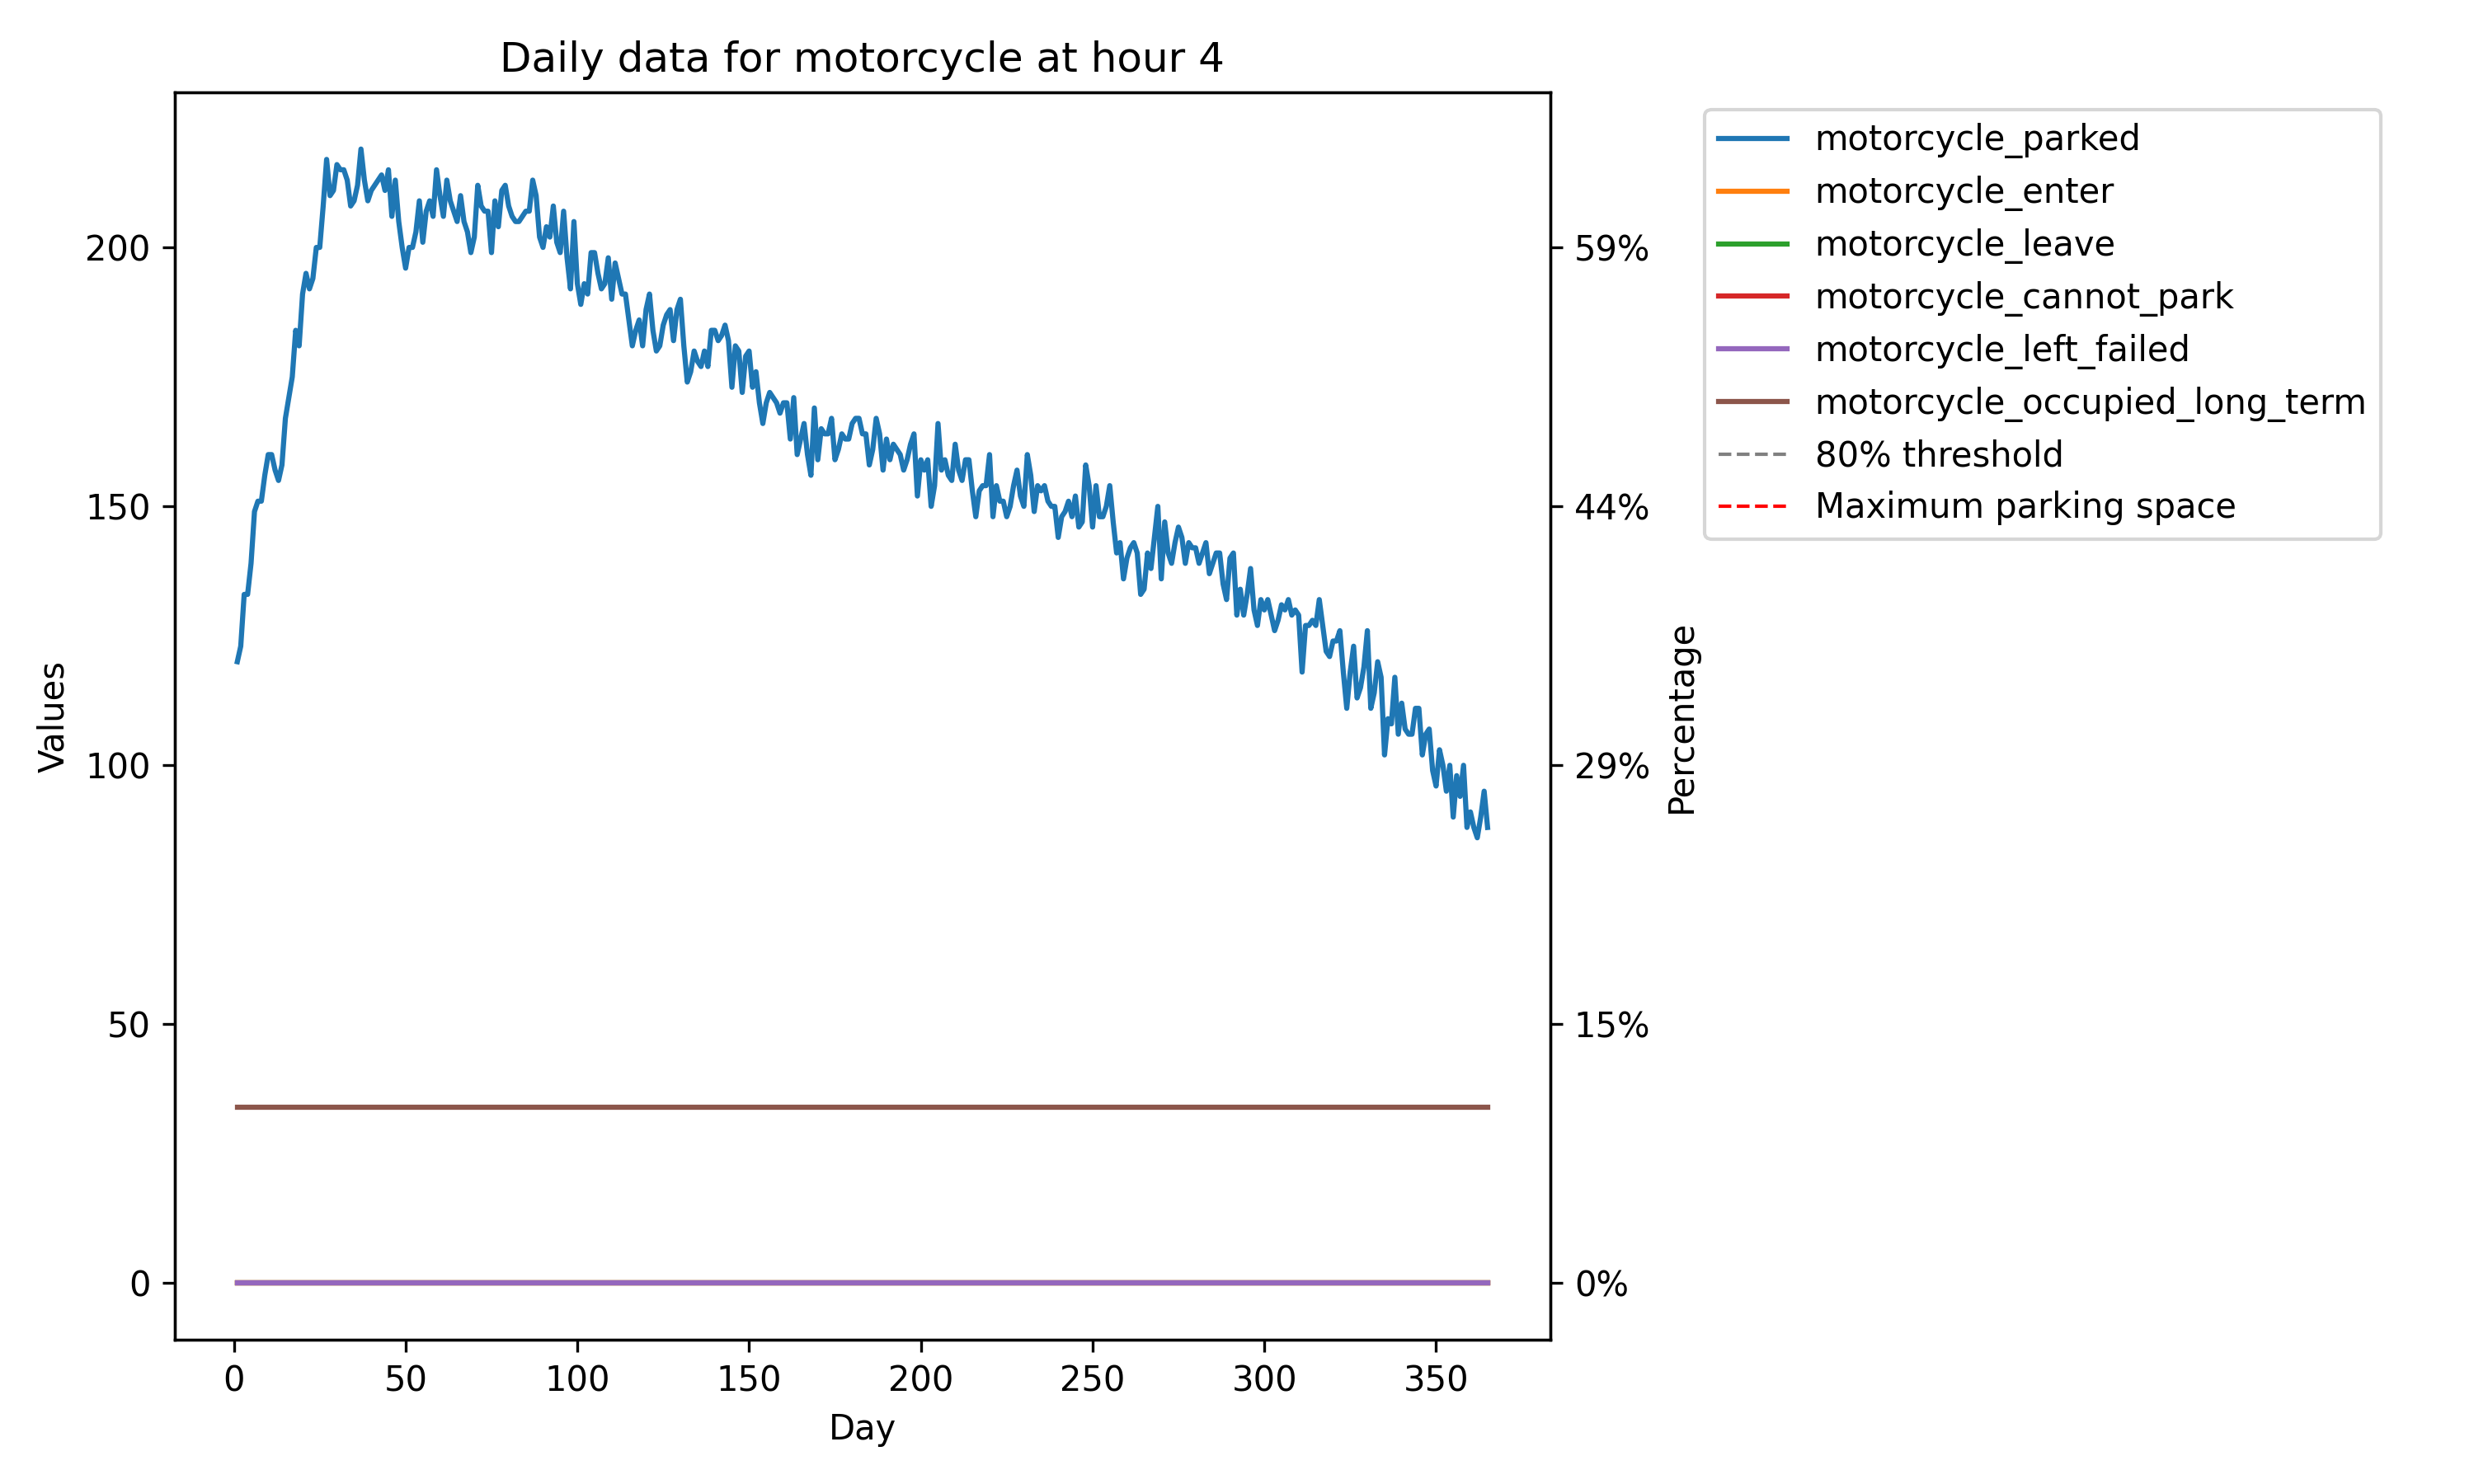 Daily data for motorcycle at hour 4
Values
200
150
100
50
0
0 50 100 150 200 250 300 350
Day
59%
44%
29%
15%
0%
Percentage
motorcycle_parked
motorcycle_enter
motorcycle_leave
motorcycle_cannot_park
motorcycle_left_failed
motorcycle_occupied_long_term
80% threshold
Maximum parking space